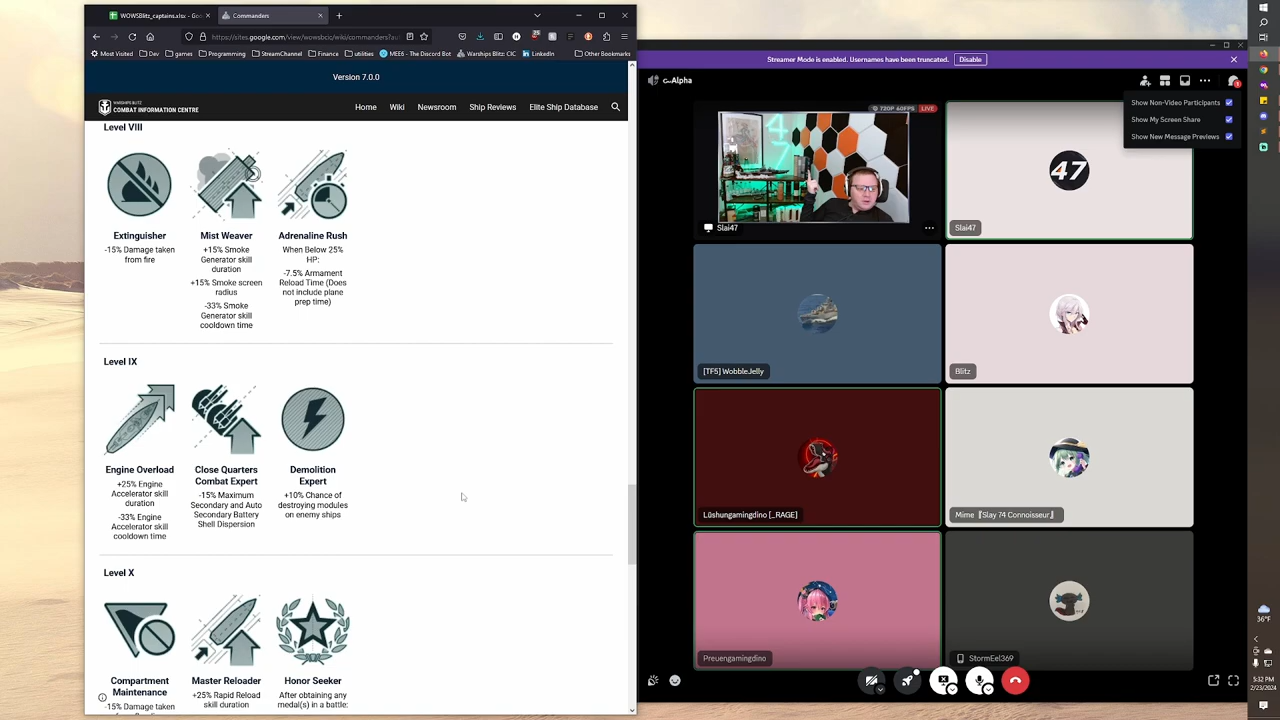 WOWSBlitz_captains.xlsx - Goo
Commanders
https://sites.google.com/view/wowsbcic/wiki/commanders?au
Most Visited
Dev
games
Programming
StreamChannel
Finance
utilities
MEE6 - The Discord Bot
Warships Blitz: CIC
LinkedIn
Other Bookmarks
Version 7.0.0
WARSHIPS BLITZ
COMBAT INFORMATION CENTRE
Home
Wiki
Newsroom
Ship Reviews
Elite Ship Database
Level VIII
Extinguisher
-15% Damage taken
from fire
Mist Weaver
+15% Smoke
Generator skill
duration
+15% Smoke screen
radius
-33% Smoke
Generator skill
cooldown time
Adrenaline Rush
When Below 25%
HP:
-7.5% Armament
Reload Time (Does
not include plane
prep time)
Level IX
Engine Overload
+25% Engine
Accelerator skill
duration
-33% Engine
Accelerator skill
cooldown time
Close Quarters
Combat Expert
-15% Maximum
Secondary and Auto
Secondary Battery
Shell Dispersion
Demolition
Expert
+10% Chance of
destroying modules
on enemy ships
Level X
Compartment
Maintenance
-15% Damage taken
Master Reloader
+25% Rapid Reload
skill duration
Honor Seeker
After obtaining any
medal(s) in a battle:
Streamer Mode is enabled. Usernames have been truncated.
Disable
Alpha
Show Non-Video Participants
Show My Screen Share
Show New Message Previews
720P 60FPS
LIVE
Slai47
47
Slai47
[TF5] WobbleJelly
Blitz
Lüshungamingdino [_RAGE]
Mime『Slay 74 Connoisseur』
Preuengamingdino
StormEel369
36°F
5:32 PM
2/23/2024